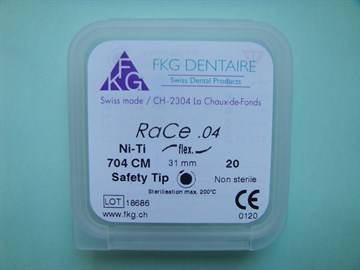 FKG
FKG DENTAIRE
Swiss Dental Products
Swiss made / CH-2304 La Chaux-de-Fonds
RaCe .04
Ni-Ti flex.
704 CM 31 mm 20
Safety Tip Non sterile
Sterilisation max. 200°C
LOT 18686 CE
www.fkg.ch 0120